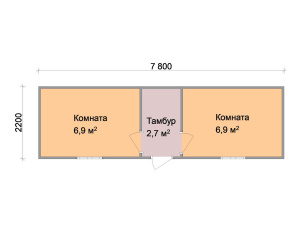 7 800
2200
Комната
6,9 м²
Тамбур
2,7 м²
Комната
6,9 м²